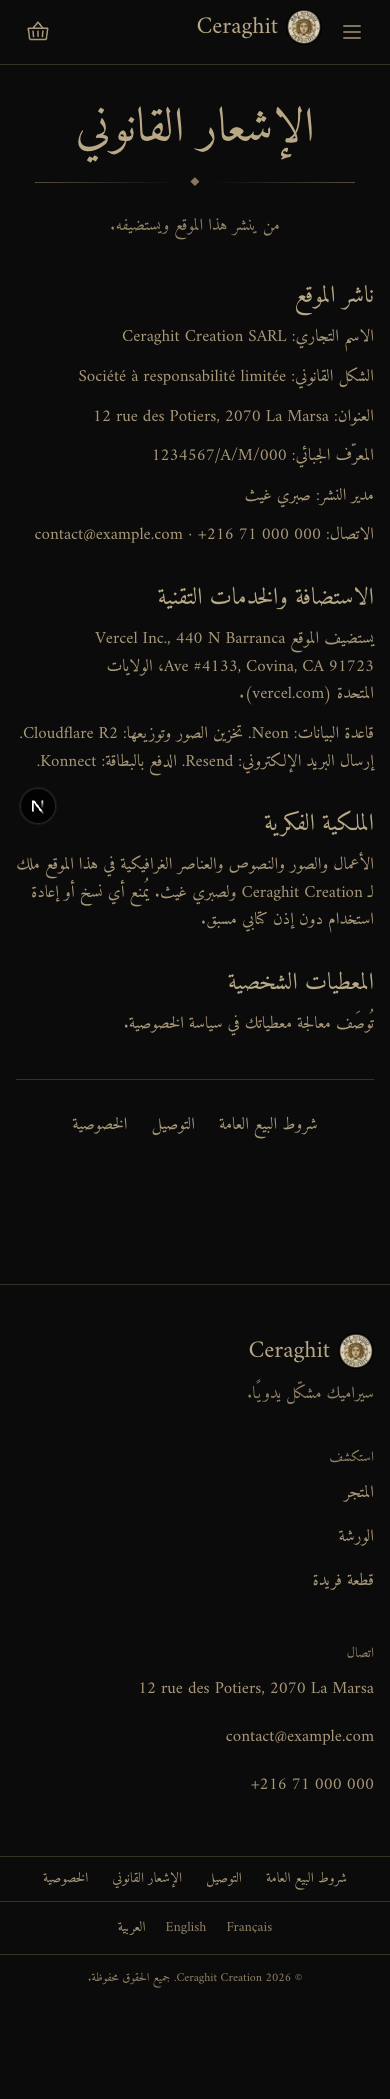 Ceraghit
الإشعار القانوني
من ينشر هذا الموقع ويستضيفه.
ناشر الموقع
الاسم التجاري: Ceraghit Creation SARL
الشكل القانوني: Société à responsabilité limitée
العنوان: 12 rue des Potiers, 2070 La Marsa
المعرّف الجبائي: 1234567/A/M/000
مدير النشر: صبري غيث
الاتصال: contact@example.com · +216 71 000 000
الاستضافة والخدمات التقنية
يستضيف الموقع Vercel Inc., 440 N Barranca
Ave #4133, Covina, CA 91723، الولايات
المتحدة (vercel.com).
قاعدة البيانات: Neon. تخزين الصور وتوزيعها: Cloudflare R2.
إرسال البريد الإلكتروني: Resend. الدفع بالبطاقة: Konnect.
الملكية الفكرية
الأعمال والصور والنصوص والعناصر الغرافيكية في هذا الموقع ملك
لـ Ceraghit Creation ولصبري غيث. يُمنع أي نسخ أو إعادة
استخدام دون إذن كتابي مسبق.
المعطيات الشخصية
تُوصَف معالجة معطياتك في سياسة الخصوصية.
شروط البيع العامة التوصيل الخصوصية
Ceraghit
سيراميك مشكّل يدويًا.
استكشف
المتجر
الورشة
قطعة فريدة
اتصال
12 rue des Potiers, 2070 La Marsa
contact@example.com
+216 71 000 000
شروط البيع العامة التوصيل الإشعار القانوني الخصوصية
Français English العربية
© 2026 Ceraghit Creation. جميع الحقوق محفوظة.